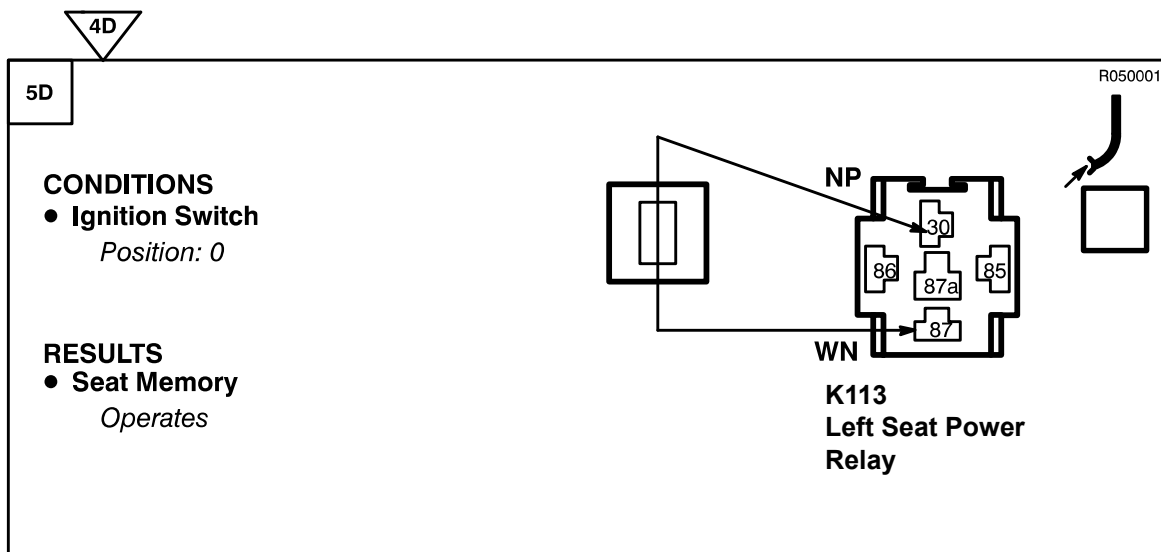 4D
5D
R050001
CONDITIONS
● Ignition Switch
Position: 0
RESULTS
● Seat Memory
Operates
NP
30
86
87a
85
87
WN
K113
Left Seat Power
Relay